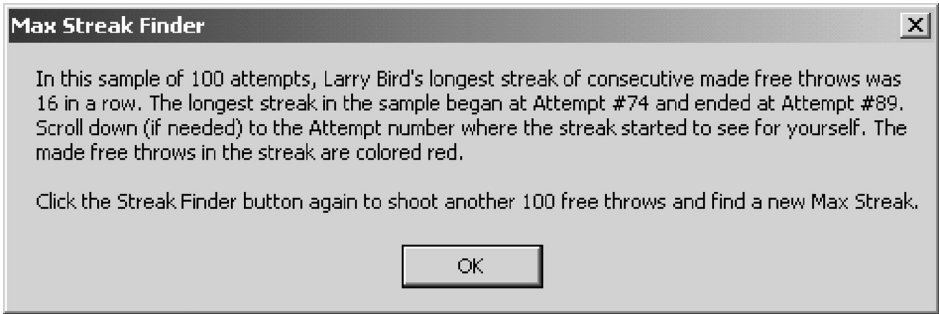 Max Streak Finder
In this sample of 100 attempts, Larry Bird's longest streak of consecutive made free throws was
16 in a row. The longest streak in the sample began at Attempt #74 and ended at Attempt #89.
Scroll down (if needed) to the Attempt number where the streak started to see for yourself. The
made free throws in the streak are colored red.
Click the Streak Finder button again to shoot another 100 free throws and find a new Max Streak.
OK